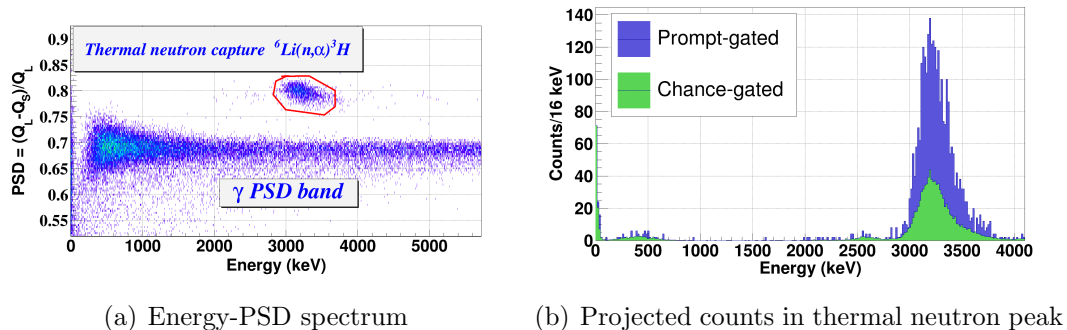 Thermal neutron capture ⁶Li(n,α)³H
PSD = (Q_L-Q_S)/Q_L
0.9
0.85
0.8
0.75
0.7
0.65
0.6
0.55
γ PSD band
0 1000 2000 3000 4000 5000
Energy (keV)
(a) Energy-PSD spectrum
Counts/16 keV
140
120
100
80
60
40
20
0
Prompt-gated
Chance-gated
0 500 1000 1500 2000 2500 3000 3500 4000
Energy (keV)
(b) Projected counts in thermal neutron peak